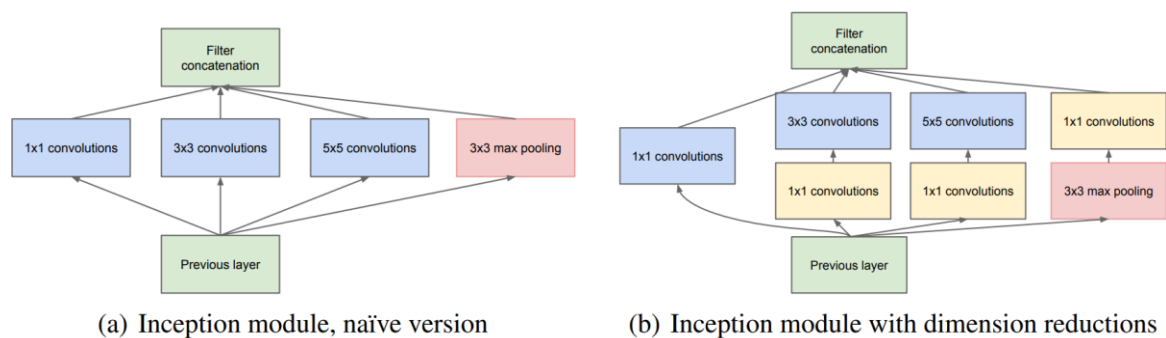 Filter
concatenation
1x1 convolutions
3x3 convolutions
5x5 convolutions
3x3 max pooling
Previous layer
(a) Inception module, naïve version
Filter
concatenation
3x3 convolutions
5x5 convolutions
1x1 convolutions
1x1 convolutions
1x1 convolutions
1x1 convolutions
3x3 max pooling
Previous layer
(b) Inception module with dimension reductions